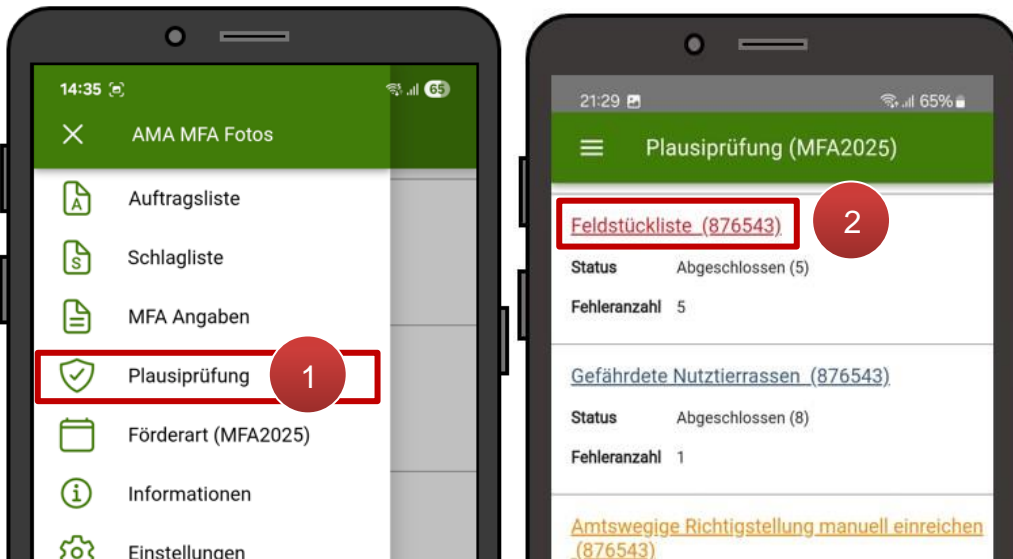 14:35
65
AMA MFA Fotos
A
Auftragsliste
S
Schlagliste
MFA Angaben
Plausiprüfung
1
Förderart (MFA2025)
Informationen
Einstellungen
21:29
65%
Plausiprüfung (MFA2025)
Feldstückliste (876543)
2
Status Abgeschlossen (5)
Fehleranzahl 5
Gefährdete Nutztierrassen (876543)
Status Abgeschlossen (8)
Fehleranzahl 1
Amtswegige Richtigstellung manuell einreichen
(876543)